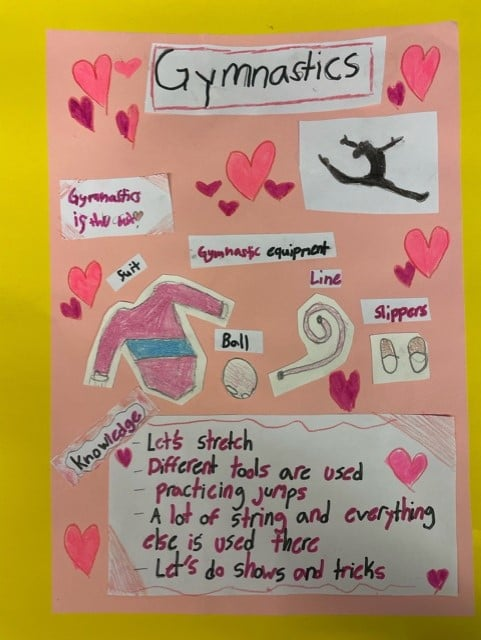 Gymnastics
Gymnastics
is the
Gymnastic equipment
Suit
Line
Ball
Slippers
Knowledge
- Let's stretch
- Different tools are used
- practicing jumps
- A lot of string and everything
else is used there
- Let's do shows and tricks